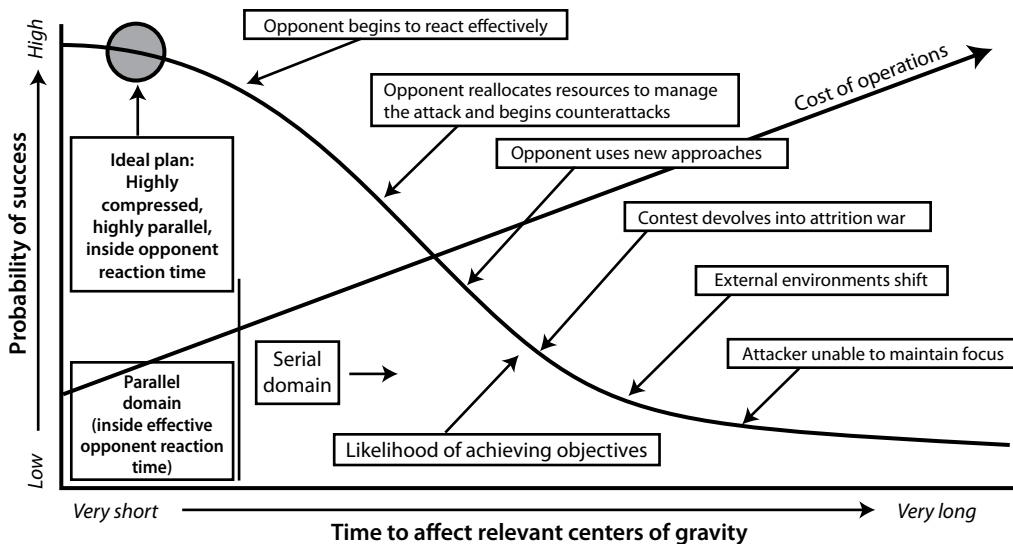 High
Probability of success
Low
Opponent begins to react effectively
Opponent reallocates resources to manage
the attack and begins counterattacks
Cost of operations
Opponent uses new approaches
Ideal plan:
Highly
compressed,
highly parallel,
inside opponent
reaction time
Contest devolves into attrition war
External environments shift
Attacker unable to maintain focus
Serial
domain
Parallel
domain
(inside effective
opponent reaction
time)
Likelihood of achieving objectives
Very short
Very long
Time to affect relevant centers of gravity